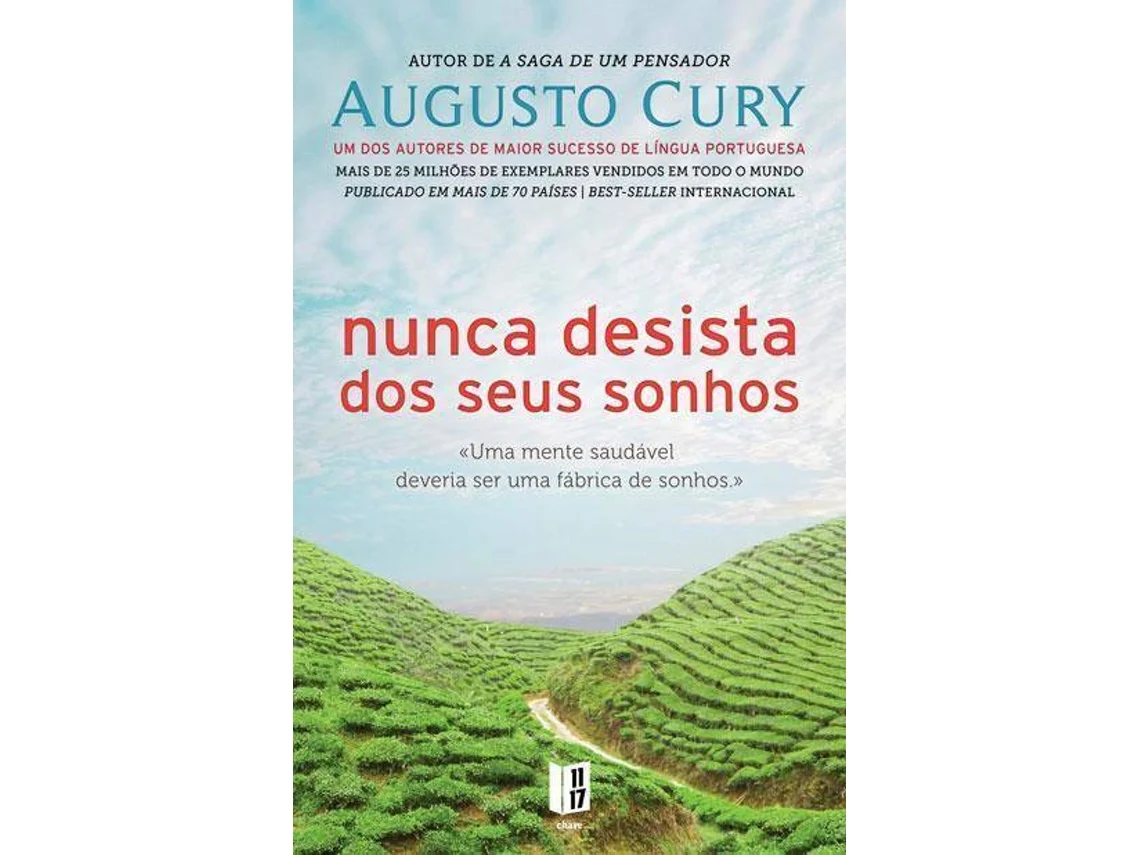 AUTOR DE A SAGA DE UM PENSADOR
AUGUSTO CURY
UM DOS AUTORES DE MAIOR SUCESSO DE LÍNGUA PORTUGUESA
MAIS DE 25 MILHÕES DE EXEMPLARES VENDIDOS EM TODO O MUNDO
PUBLICADO EM MAIS DE 70 PAÍSES | BEST-SELLER INTERNACIONAL
nunca desista
dos seus sonhos
«Uma mente saudável
deveria ser uma fábrica de sonhos.»
11
17
chave